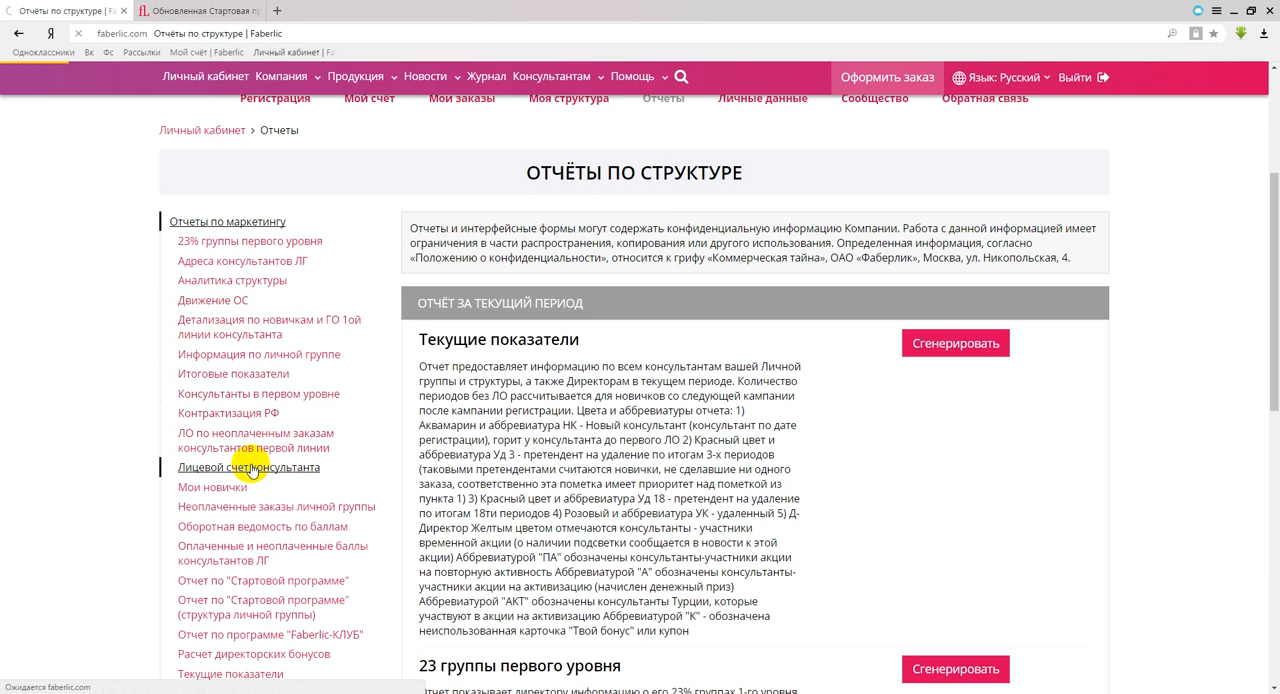 Отчеты по структуре | Fa
Обновленная Стартовая пр
Я
faberlic.com Отчеты по структуре | Faberlic
Одноклассники Вк Фс Рассылки Мой счёт | Faberlic Личный кабинет | Fa
Личный кабинет Компания Продукция Новости Журнал Консультантам Помощь Оформить заказ Язык: Русский Выйти
Регистрация Мой счёт Мои заказы Моя структура Отчеты Личные данные Сообщество Обратная связь
Личный кабинет > Отчеты
ОТЧЁТЫ ПО СТРУКТУРЕ
Отчеты по маркетингу
23% группы первого уровня
Адреса консультантов ЛГ
Аналитика структуры
Движение ОС
Детализация по новичкам и ГО 1ой
линии консультанта
Информация по личной группе
Итоговые показатели
Консультанты в первом уровне
Контрактизация РФ
ЛО по неоплаченным заказам
консультантов первой линии
Лицевой счет консультанта
Мои новички
Неоплаченные заказы личной группы
Оборотная ведомость по баллам
Оплаченные и неоплаченные баллы
консультантов ЛГ
Отчет по "Стартовой программе"
Отчет по "Стартовой программе"
(структура личной группы)
Отчет по программе "Faberlic-КЛУБ"
Расчет директорских бонусов
Текущие показатели
Отчеты и интерфейсные формы могут содержать конфиденциальную информацию Компании. Работа с данной информацией имеет
ограничения в части распространения, копирования или другого использования. Определенная информация, согласно
«Положению о конфиденциальности», относится к грифу «Коммерческая тайна», ОАО «Фаберлик», Москва, ул. Никопольская, 4.
ОТЧЁТ ЗА ТЕКУЩИЙ ПЕРИОД
Текущие показатели
Сгенерировать
Отчет предоставляет информацию по всем консультантам вашей Личной
группы и структуры, а также Директорам в текущем периоде. Количество
периодов без ЛО рассчитывается для новичков со следующей кампании
после кампании регистрации. Цвета и аббревиатуры отчета: 1)
Аквамарин и аббревиатура НК - Новый консультант (консультант по дате
регистрации), горит у консультанта до первого ЛО 2) Красный цвет и
аббревиатура Уд 3 - претендент на удаление по итогам 3-х периодов
(таковыми претендентами считаются новички, не сделавшие ни одного
заказа, соответственно эта пометка имеет приоритет над пометкой из
пункта 1) 3) Красный цвет и аббревиатура Уд 18 - претендент на удаление
по итогам 18ти периодов 4) Розовый и аббревиатура УК - удаленный 5) Д-
Директор Желтым цветом отмечаются консультанты - участники
временной акции (о наличии подсветки сообщается в новости к этой
акции) Аббревиатурой "ПА" обозначены консультанты-участники акции
на повторную активность Аббревиатурой "А" обозначены консультанты-
участники акции на активизацию (начислен денежный приз)
Аббревиатурой "АКТ" обозначены консультанты Турции, которые
участвуют в акции на активизацию Аббревиатурой "К" - обозначена
неиспользованная карточка "Твой бонус" или купон
23 группы первого уровня
Сгенерировать
Отчет показывает директору информацию о его 23% группах 1-го уровня.
Ожидается faberlic.com